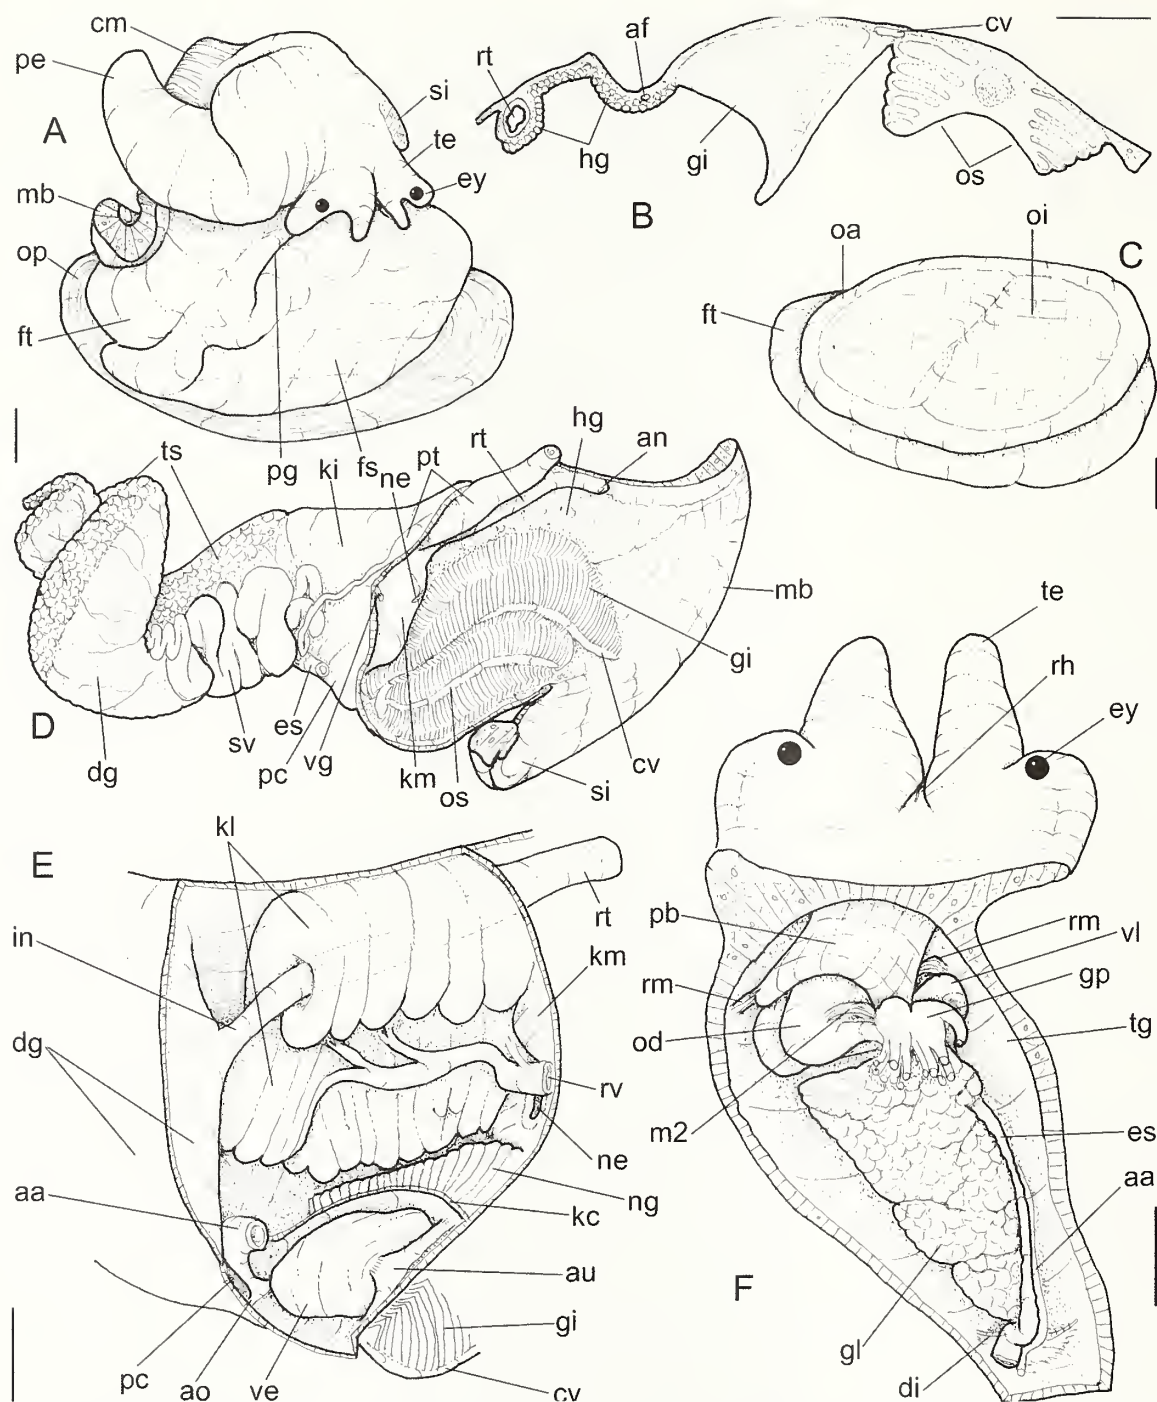 A
cm
pe
si
te
ey
mb
op
ft
pg
fs
B
rt
af
cv
hg
gi
os
C
oa
oi
ft
D
ts
ki
ne
pt
rt
hg
an
mb
gi
cv
si
os
km
vg
pc
es
sv
dg
E
kl
rt
in
km
dg
rv
ne
aa
ng
kc
au
gi
cv
pc
ao
ve
F
te
rh
ey
pb
rm
vl
rm
gp
od
tg
m2
es
aa
gl
di